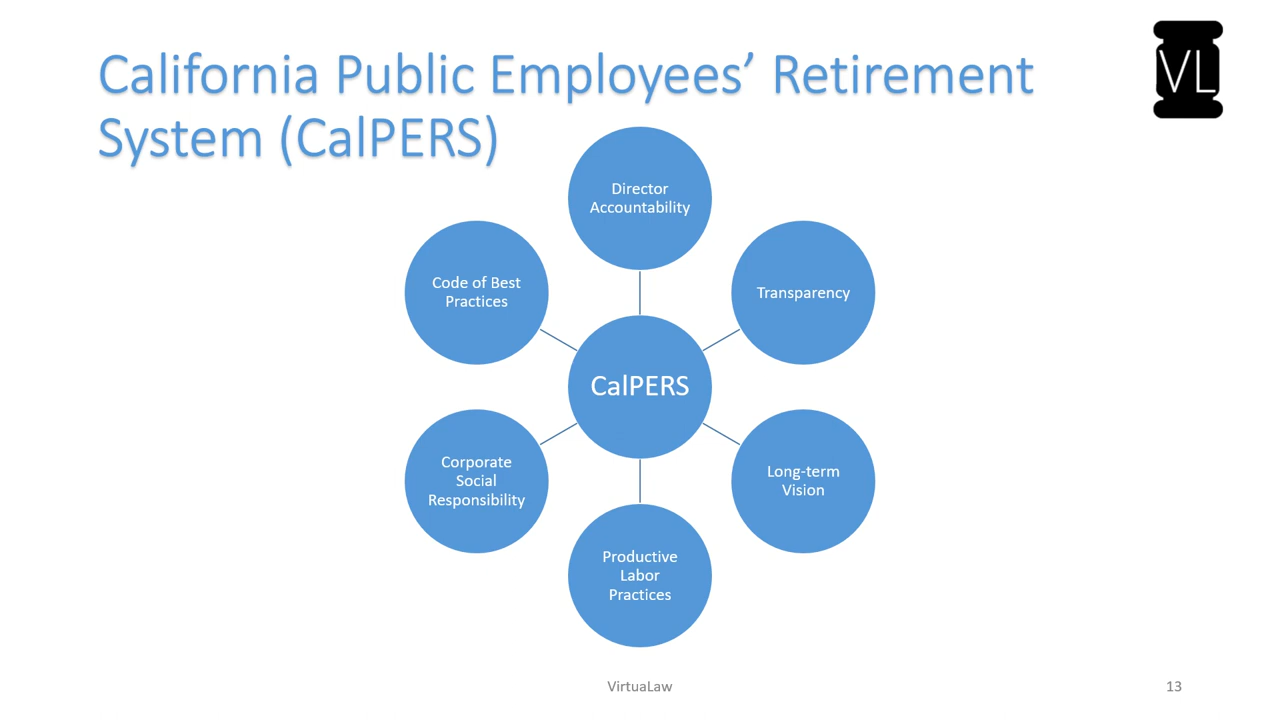 California Public Employees’ Retirement
System (CalPERS)
VL
Director
Accountability
Transparency
Long-term
Vision
Productive
Labor
Practices
Corporate
Social
Responsibility
Code of Best
Practices
CalPERS
VirtuaLaw
13